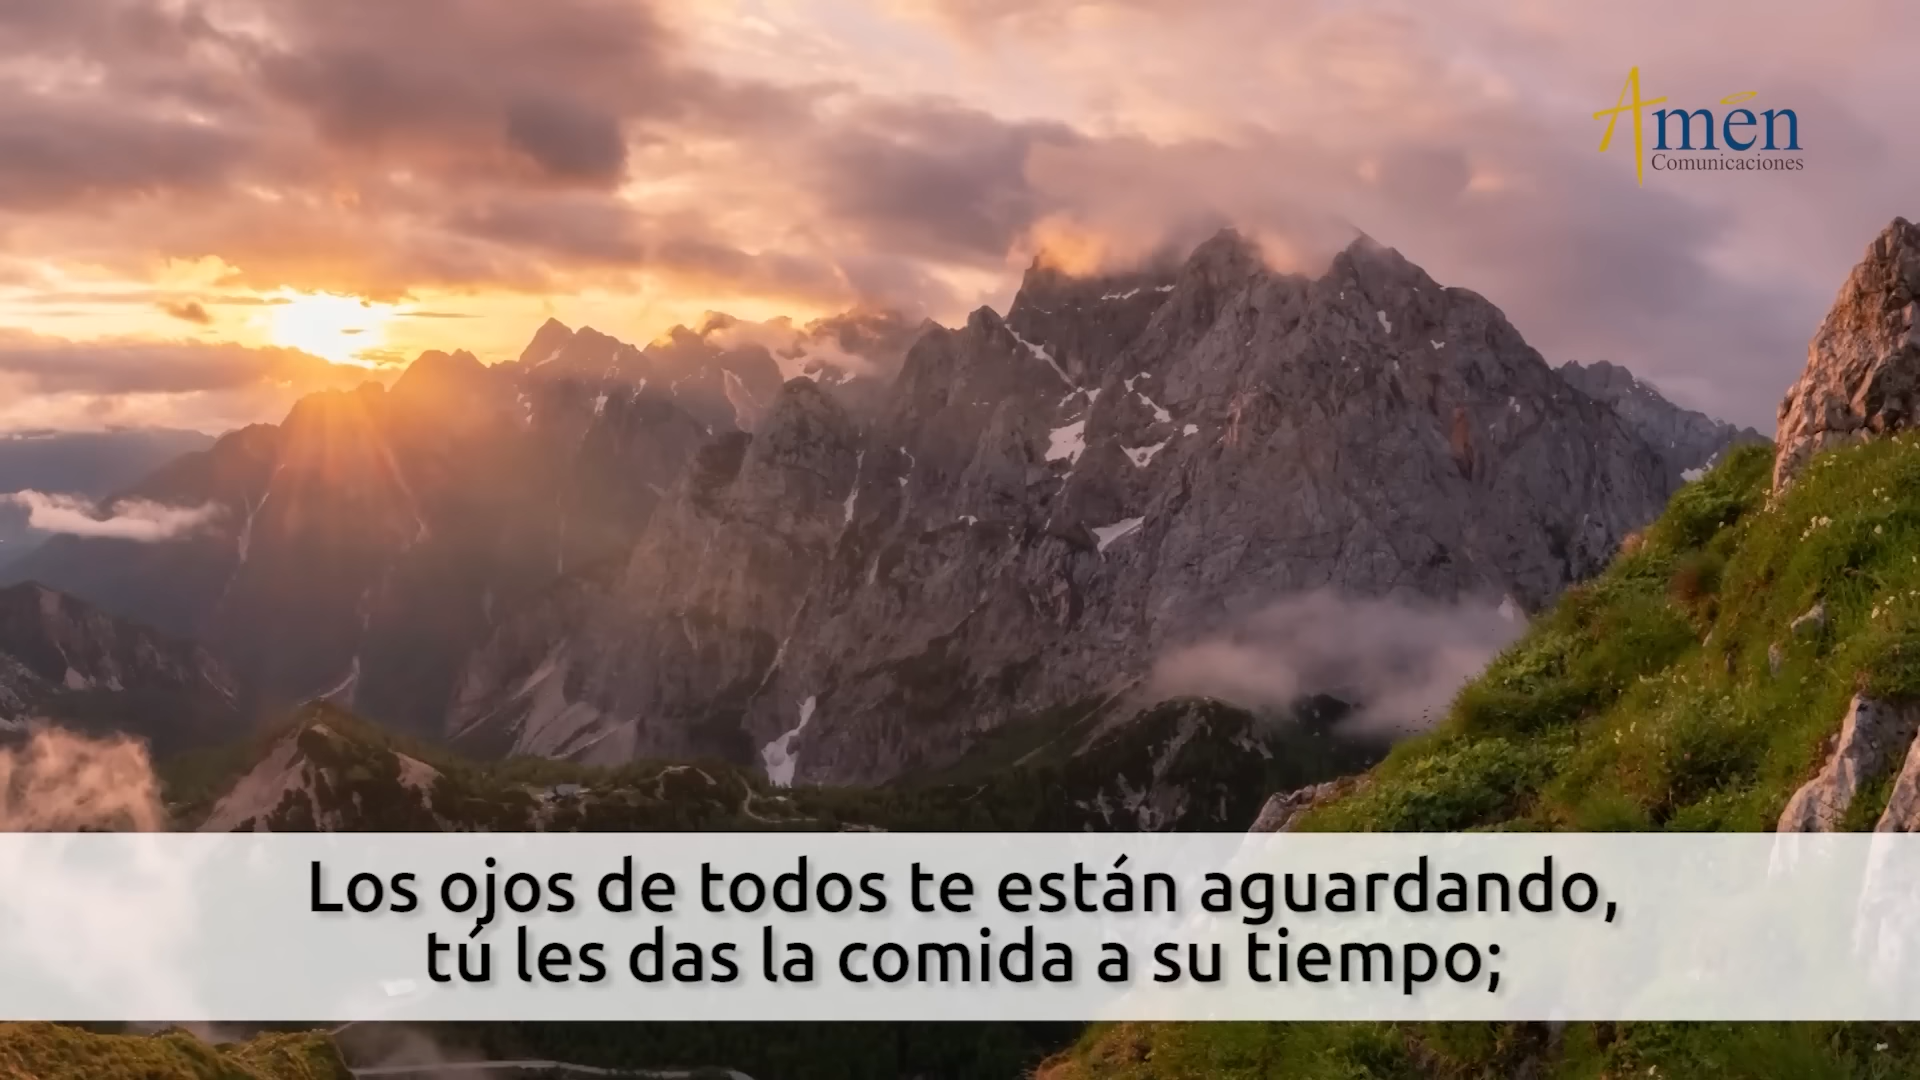 Amén
Comunicaciones
Los ojos de todos te están aguardando,
tú les das la comida a su tiempo;